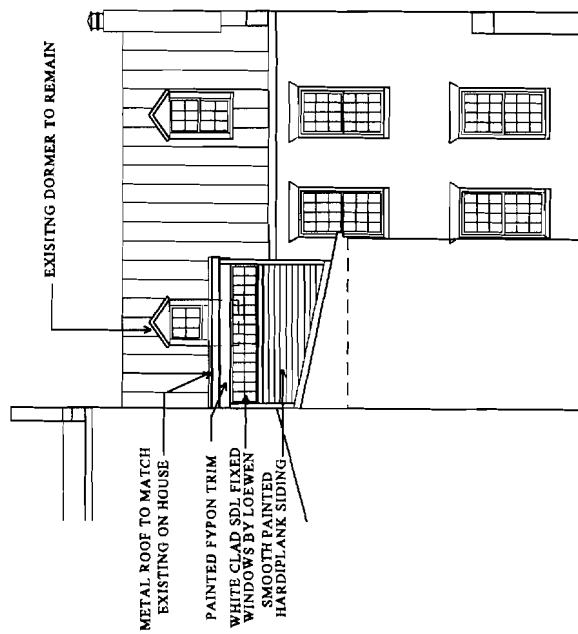 EXISITNG DORMER TO REMAIN
METAL ROOF TO MATCH
EXISTING ON HOUSE
PAINTED FYPON TRIM
WHITE CLAD SDL FIXED
WINDOWS BY LOEWEN
SMOOTH PAINTED
HARDIPLANK SIDING